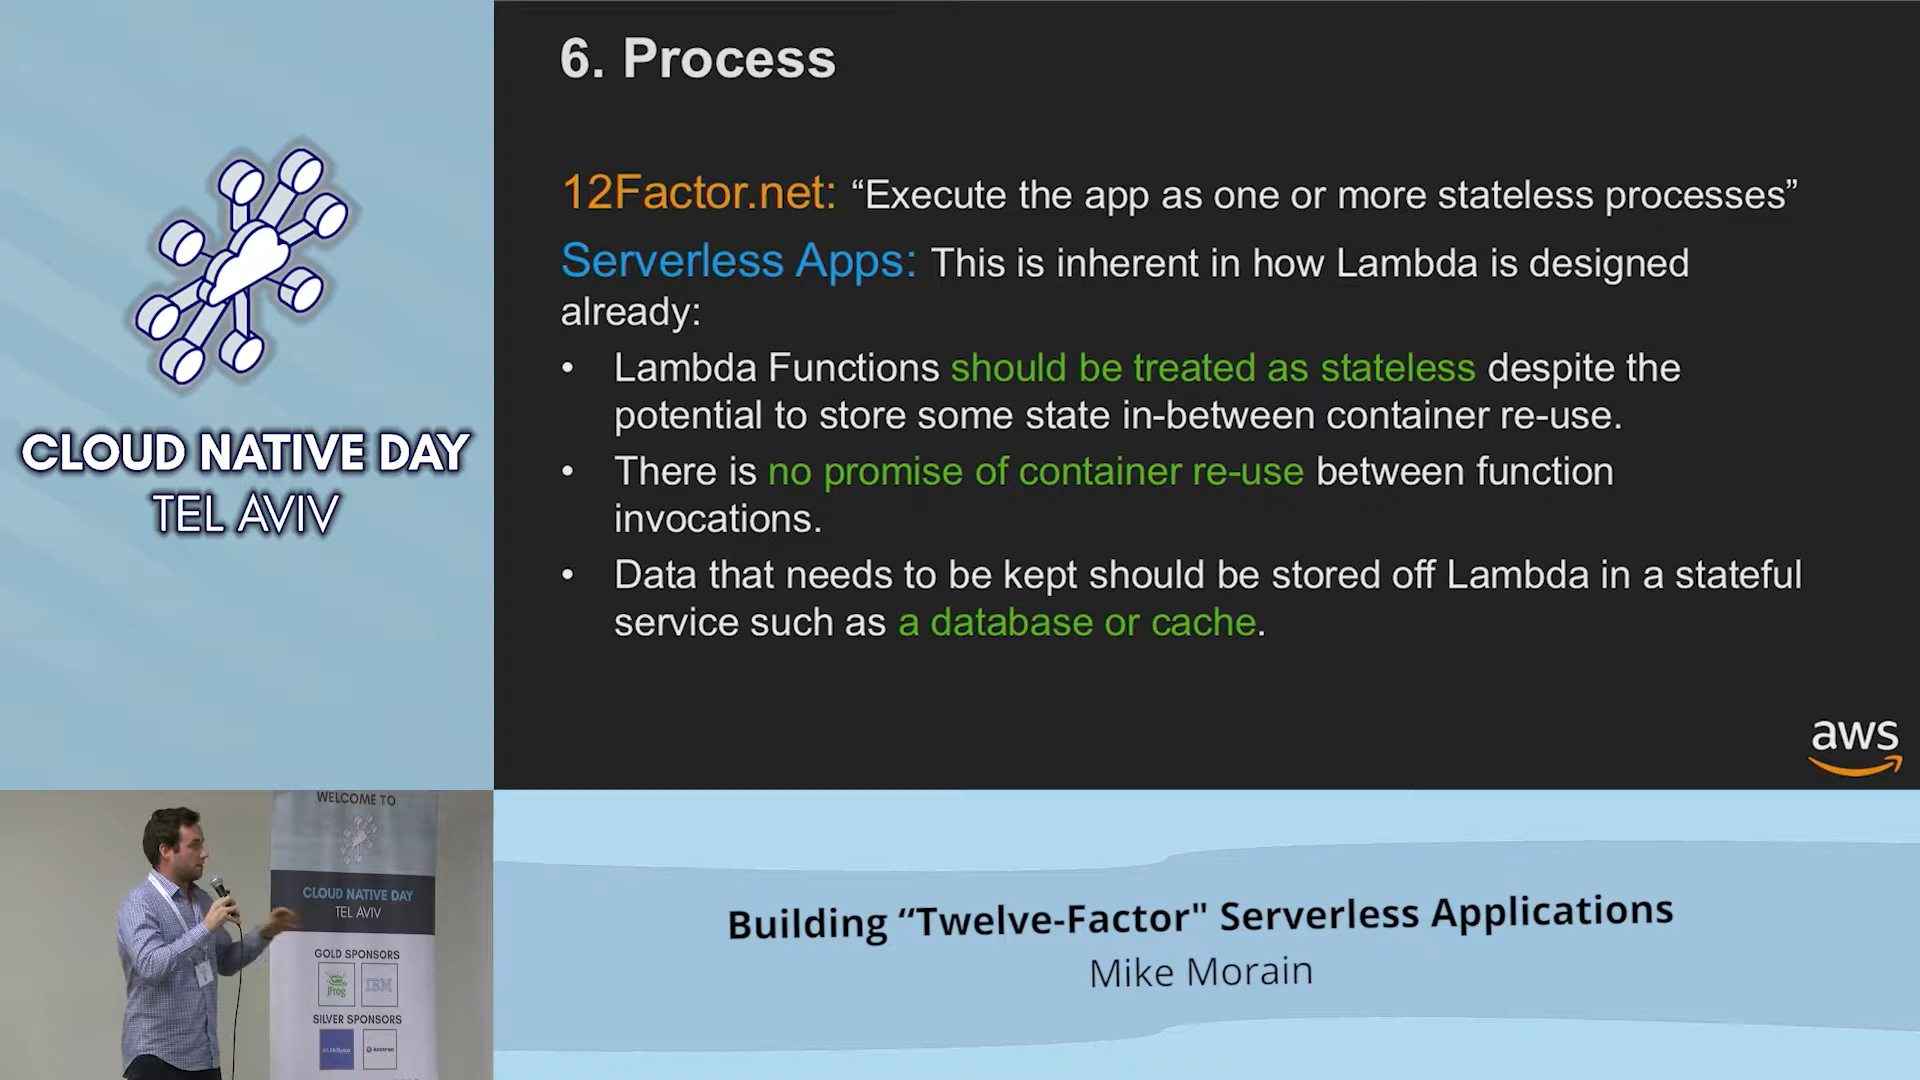 6. Process
12Factor.net: “Execute the app as one or more stateless processes”
Serverless Apps: This is inherent in how Lambda is designed
already:
• Lambda Functions should be treated as stateless despite the
potential to store some state in-between container re-use.
• There is no promise of container re-use between function
invocations.
• Data that needs to be kept should be stored off Lambda in a stateful
service such as a database or cache.
aws
CLOUD NATIVE DAY
TEL AVIV
WELCOME TO
CLOUD NATIVE DAY
TEL AVIV
GOLD SPONSORS
JFrog
IBM
SILVER SPONSORS
Building “Twelve-Factor" Serverless Applications
Mike Morain